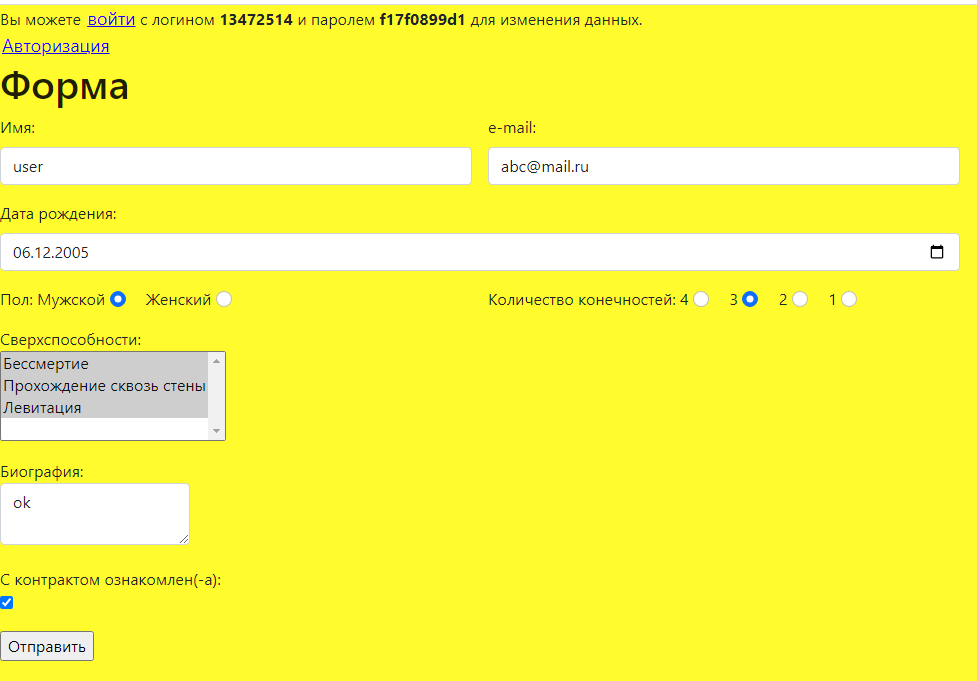 Вы можете войти с логином 13472514 и паролем f17f0899d1 для изменения данных.
Авторизация
Форма
Имя: e-mail:
user abc@mail.ru
Дата рождения:
06.12.2005
Пол: Мужской Женский Количество конечностей: 4 3 2 1
Сверхспособности:
Бессмертие
Прохождение сквозь стены
Левитация
Биография:
ok
С контрактом ознакомлен(-а):
Отправить